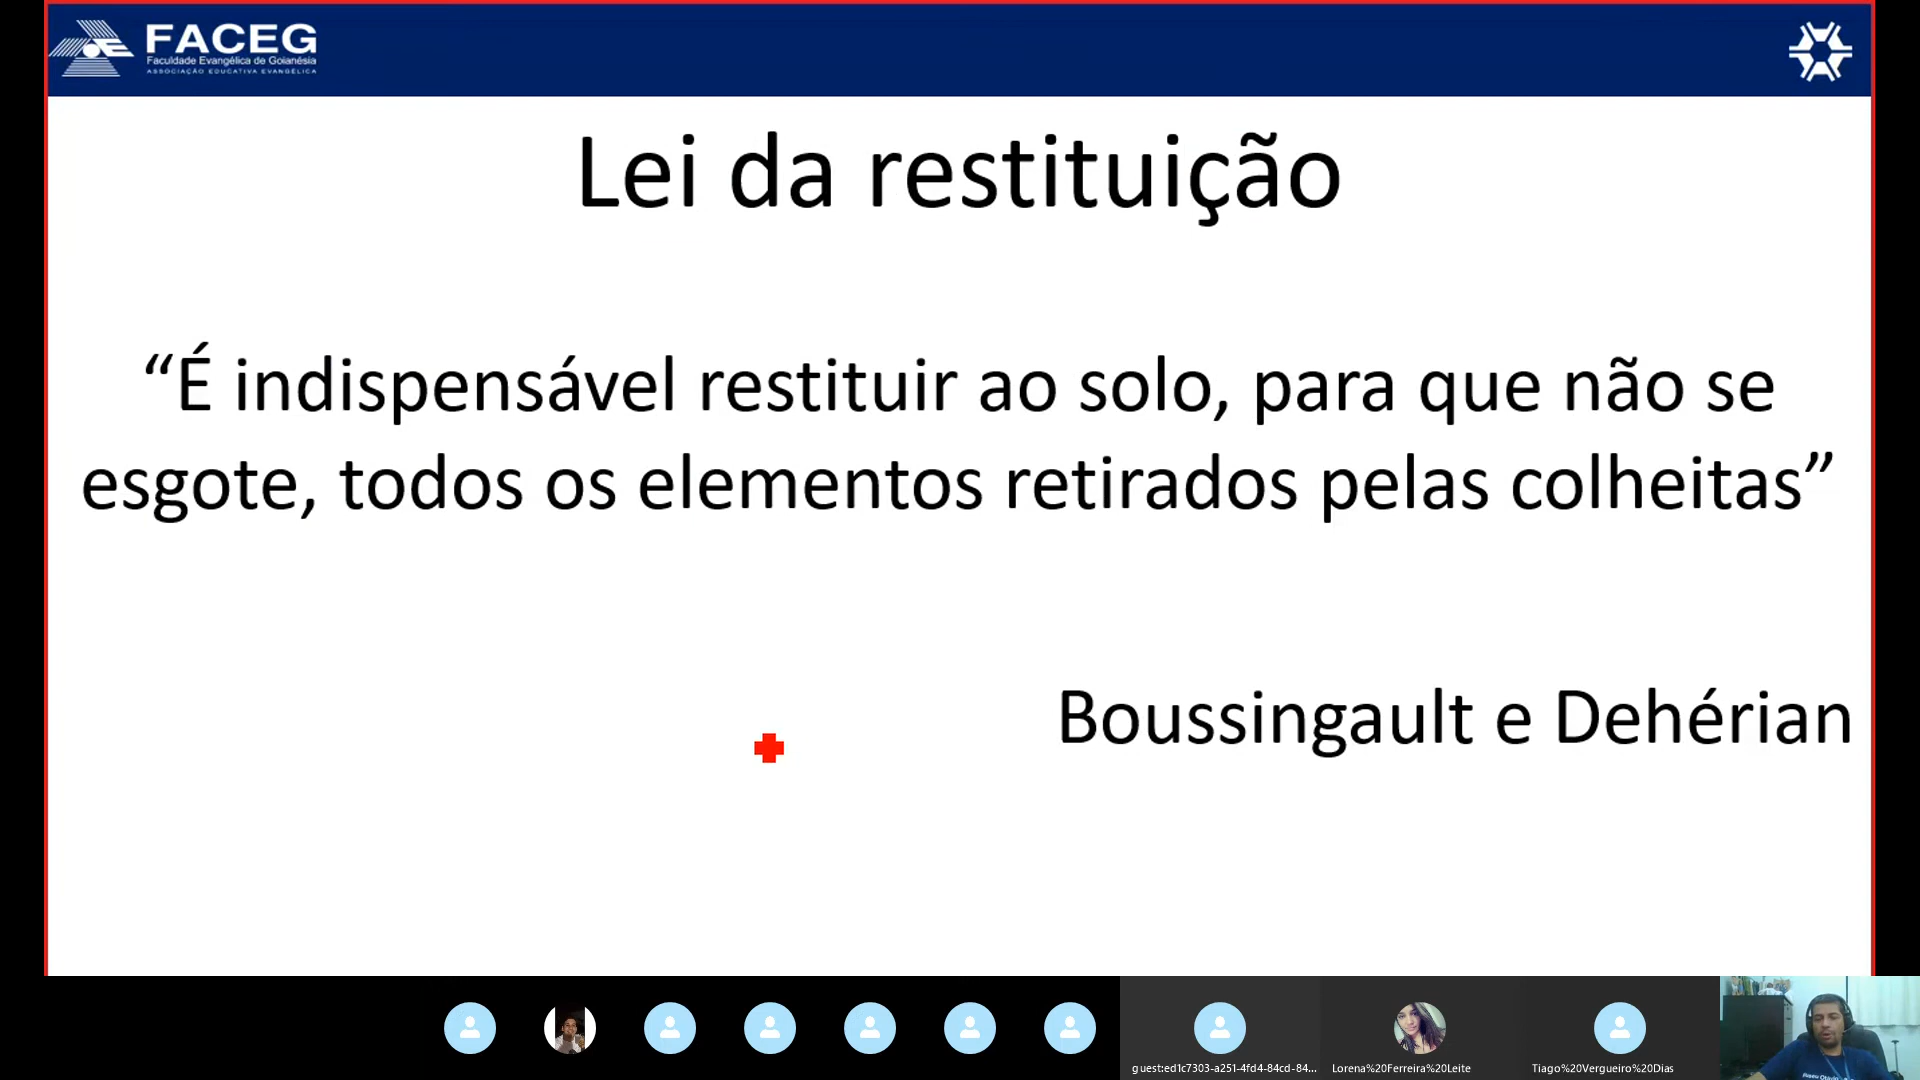 FACEG
Faculdade Evangélica de Goianésia
ASSOCIAÇÃO EDUCATIVA EVANGÉLICA
Lei da restituição
“É indispensável restituir ao solo, para que não se
esgote, todos os elementos retirados pelas colheitas”
Boussingault e Dehérian
guest:ed1c7303-a251-4fd4-84cd-84...
Lorena%20Ferreira%20Leite
Tiago%20Vergueiro%20Dias